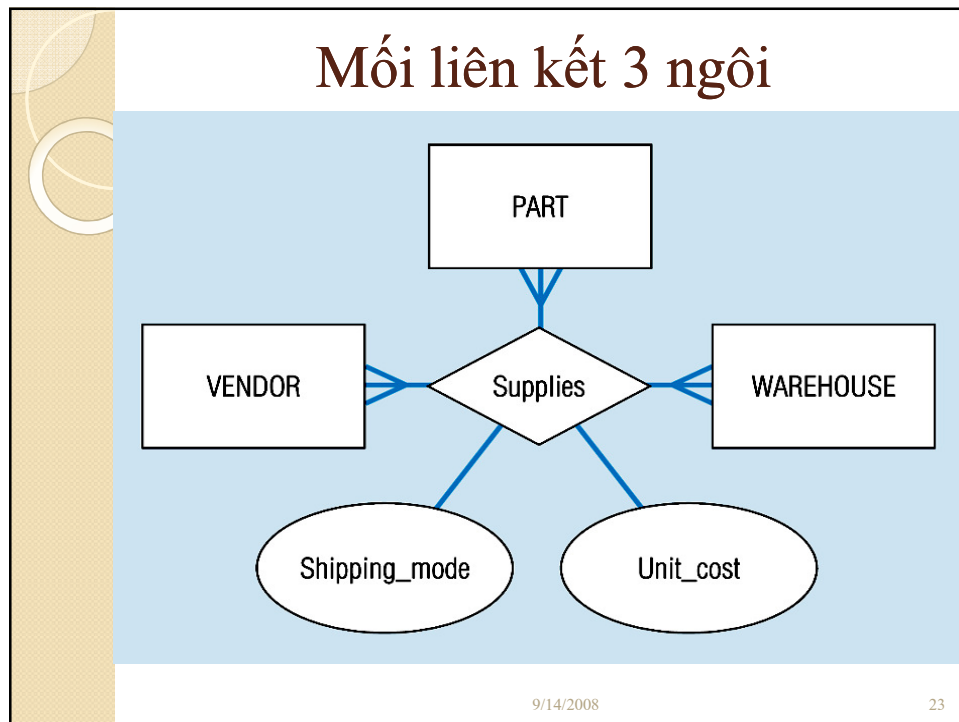 Mối liên kết 3 ngôi
PART
VENDOR
Supplies
WAREHOUSE
Shipping_mode
Unit_cost
9/14/2008
23